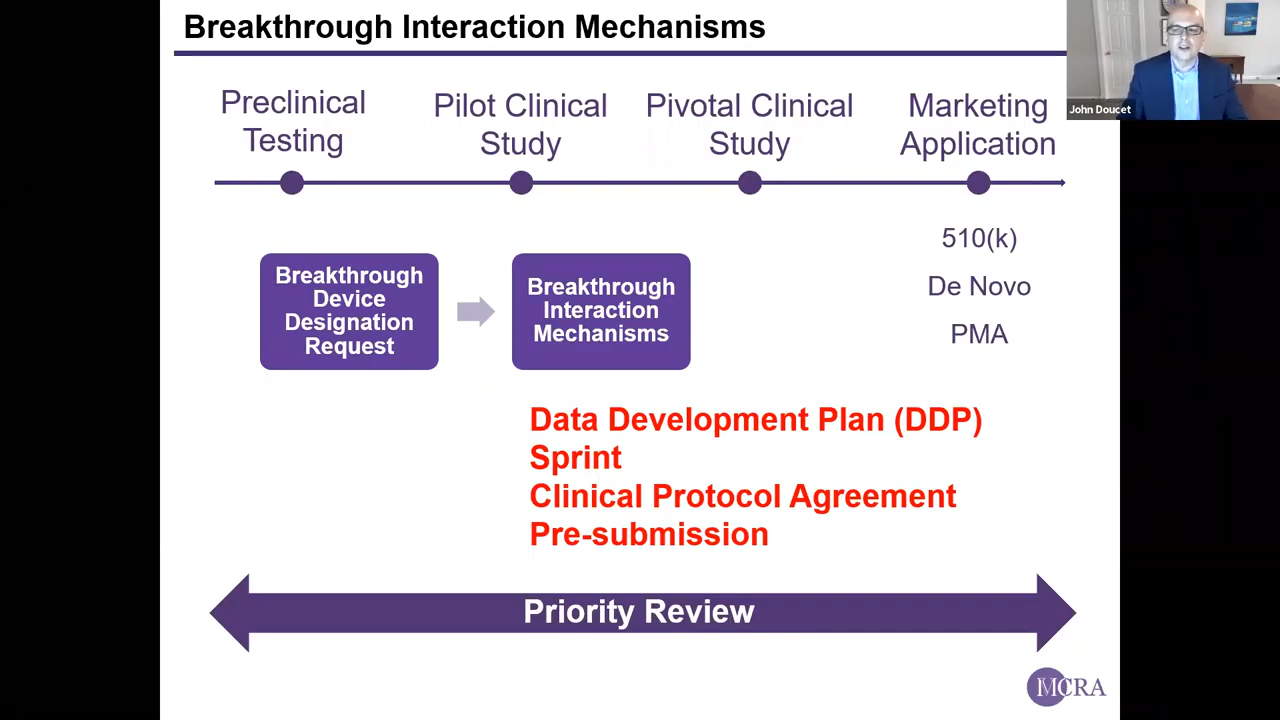 Breakthrough Interaction Mechanisms
John Doucet
Preclinical
Testing
Pilot Clinical
Study
Pivotal Clinical
Study
Marketing
Application
510(k)
De Novo
PMA
Breakthrough
Device
Designation
Request
Breakthrough
Interaction
Mechanisms
Data Development Plan (DDP)
Sprint
Clinical Protocol Agreement
Pre-submission
Priority Review
MCRA